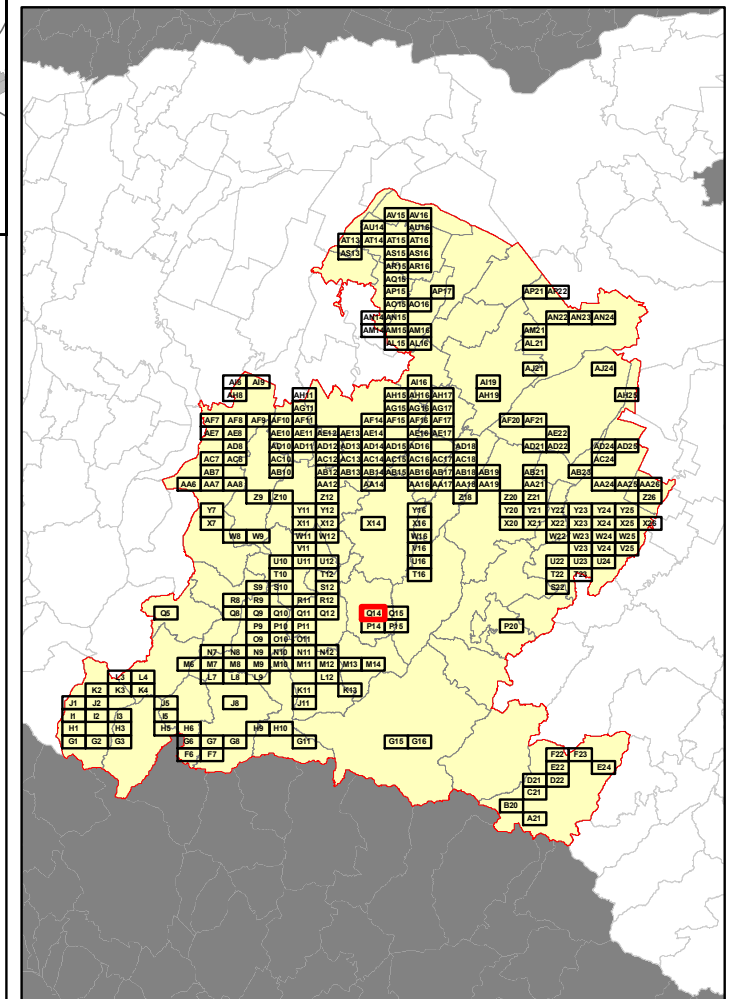 AV15 AV16
AU14 AU16
AT13 AT14 AT15 AT16
AS13 AS15 AS16
AR15 AR16
AQ15
AP15 AP17 AP21 AP22
AO15 AO16
AN14 AN15 AN22 AN23 AN24
AM14 AM15 AM16 AM21
AL15 AL16 AL21
AJ21 AJ24
AI8 AI9 AI16 AI19
AH8 AH11 AH15 AH16 AH17 AH19 AH25
AG11 AG15 AG16 AG17
AF7 AF8 AF9 AF10 AF11 AF14 AF15 AF16 AF17 AF20 AF21
AE7 AE8 AE10 AE11 AE12 AE13 AE14 AE16 AE17 AE22
AD8 AD10 AD11 AD12 AD13 AD14 AD15 AD16 AD18 AD21 AD22 AD24 AD25
AC7 AC8 AC10 AC12 AC13 AC14 AC15 AC16 AC17 AC18 AC24
AB7 AB10 AB12 AB13 AB14 AB15 AB16 AB17 AB18 AB19 AB21 AB23
AA6 AA7 AA8 AA12 AA14 AA16 AA17 AA18 AA19 AA21 AA24 AA25 AA26
Z9 Z10 Z12 Z18 Z20 Z21 Z26
Y7 Y11 Y12 Y16 Y20 Y21 Y22 Y23 Y24 Y25
X7 X11 X12 X14 X16 X20 X21 X22 X23 X24 X25 X26
W8 W9 W11 W12 W16 W22 W23 W24 W25
V11 V16 V23 V24 V25
U10 U11 U12 U16 U22 U23 U24
T10 T12 T16 T22 T23
S9 S10 S12 S22
R8 R9 R11 R12
Q5 Q8 Q9 Q10 Q11 Q12 Q14 Q15
P9 P10 P11 P14 P15 P20
O9 O10 O11
N7 N8 N9 N10 N11 N12
M6 M7 M8 M9 M10 M11 M12 M13 M14
L3 L4 L7 L8 L9 L12
K2 K3 K4 K11 K13
J1 J2 J5 J8 J11
I1 I2 I3 I5
H1 H3 H5 H6 H9 H10
G1 G2 G3 G6 G7 G8 G11 G15 G16
F6 F7 F22 F23
E22 E24
D21 D22
C21
B20
A21